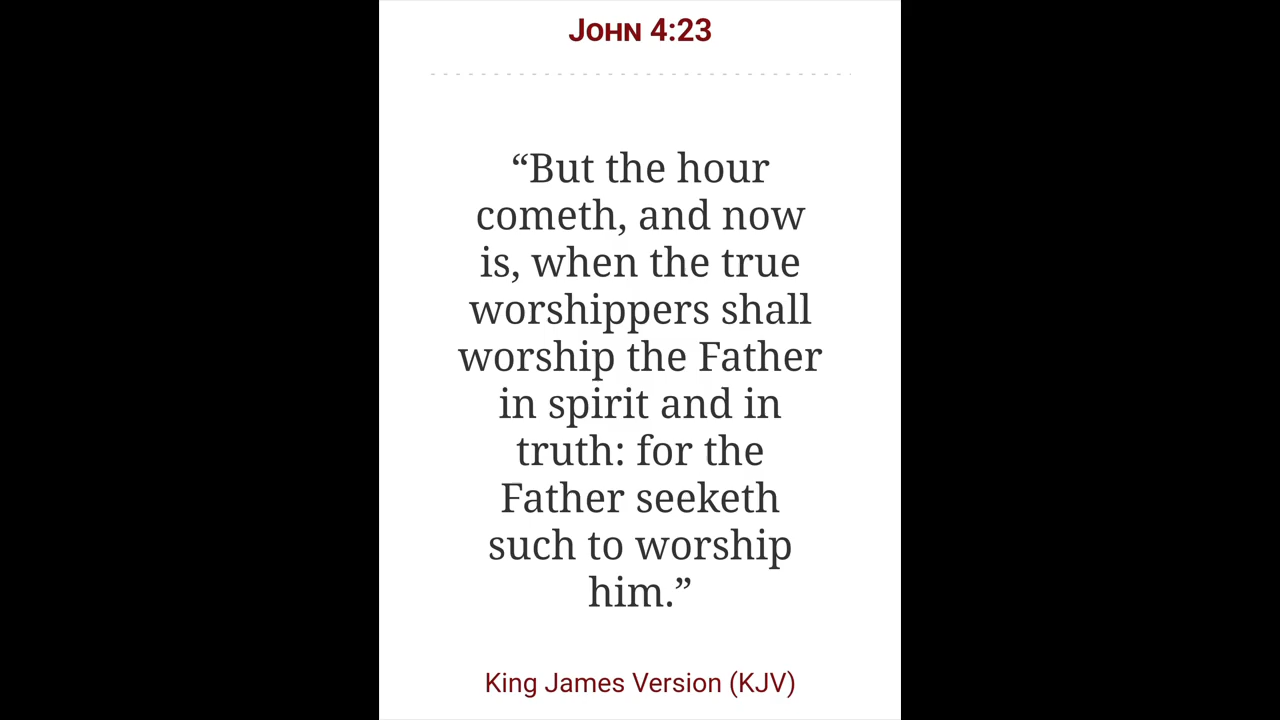 John 4:23
“But the hour
cometh, and now
is, when the true
worshippers shall
worship the Father
in spirit and in
truth: for the
Father seeketh
such to worship
him.”
King James Version (KJV)